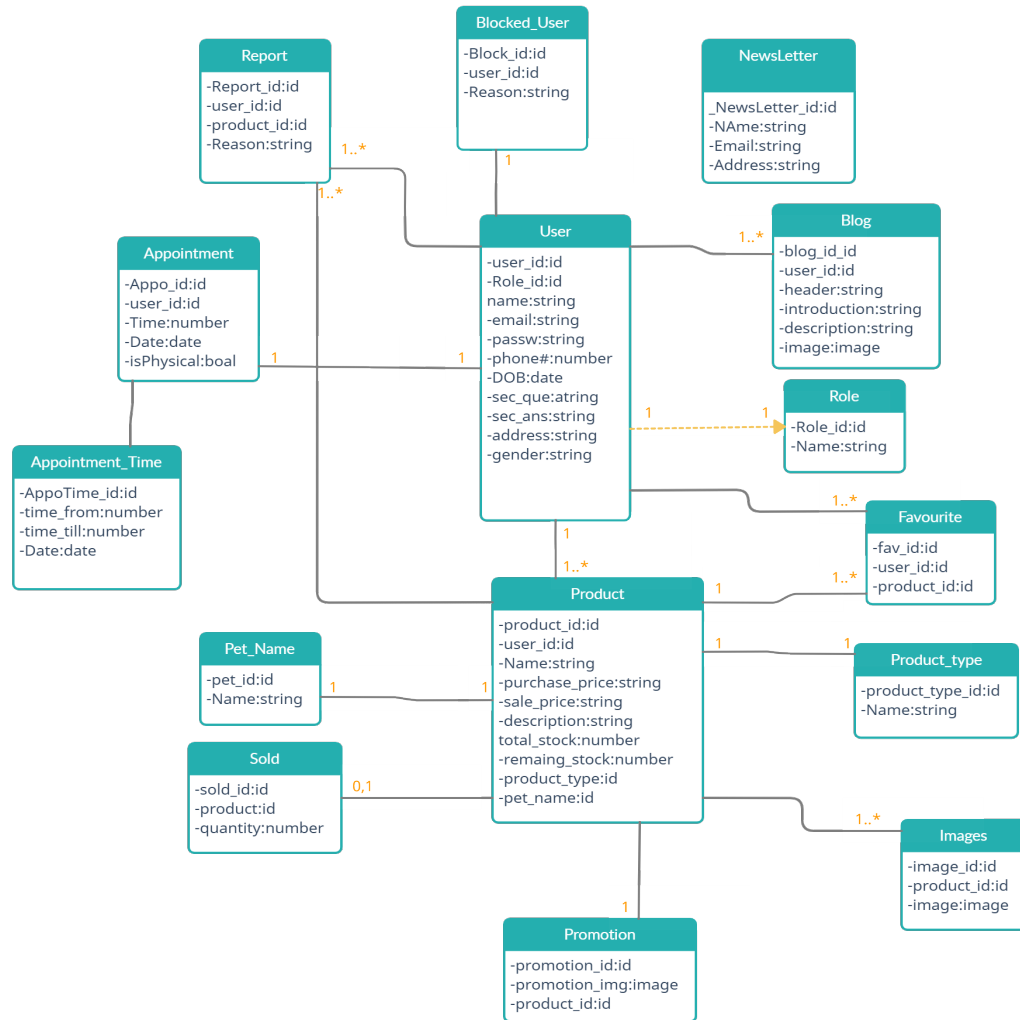 Blocked_User
-Block_id:id
-user_id:id
-Reason:string
1
Report
-Report_id:id
-user_id:id
-product_id:id
-Reason:string
1..*
1..*
NewsLetter
_NewsLetter_id:id
-NAme:string
-Email:string
-Address:string
User
-user_id:id
-Role_id:id
name:string
-email:string
-passw:string
-phone#:number
-DOB:date
-sec_que:atring
-sec_ans:string
-address:string
-gender:string
Blog
-blog_id_id
-user_id:id
-header:string
-introduction:string
-description:string
-image:image
1..*
Appointment
-Appo_id:id
-user_id:id
-Time:number
-Date:date
-isPhysical:boal
1
1
Role
-Role_id:id
-Name:string
1
1
Appointment_Time
-AppoTime_id:id
-time_from:number
-time_till:number
-Date:date
Favourite
-fav_id:id
-user_id:id
-product_id:id
1..*
1..*
1
1
1..*
Product
-product_id:id
-user_id:id
-Name:string
-purchase_price:string
-sale_price:string
-description:string
total_stock:number
-remaing_stock:number
-product_type:id
-pet_name:id
Pet_Name
-pet_id:id
-Name:string
1
1
Product_type
-product_type_id:id
-Name:string
1
1
Sold
-sold_id:id
-product:id
-quantity:number
0,1
Images
-image_id:id
-product_id:id
-image:image
1..*
1
Promotion
-promotion_id:id
-promotion_img:image
-product_id:id